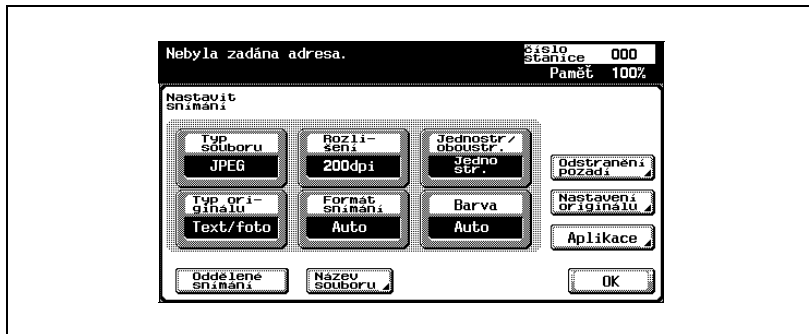 Nebyla zadána adresa.
číslo
stanice 000
Paměť 100%
Nastavit
snímání
Typ
souboru
JPEG
Rozli-
šení
200dpi
Jednostr/
oboustr.
Jedno
str.
Odstranění
pozadí
Typ ori-
ginálu
Text/foto
Formát
snímání
Auto
Barva
Auto
Nastavení
originálu
Aplikace
Oddělené
snímání
Název
souboru
OK